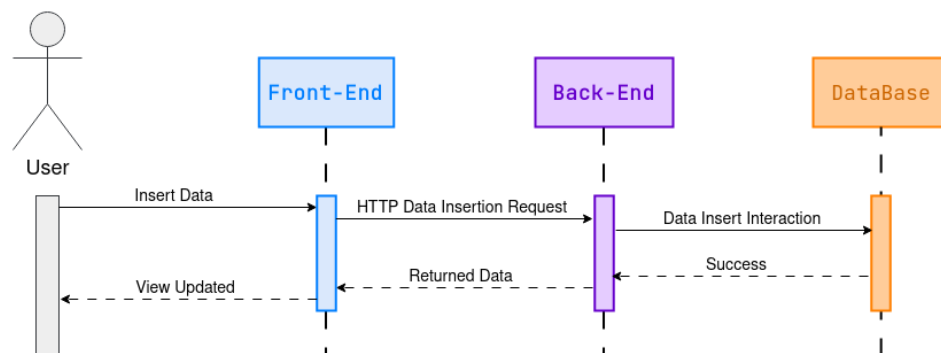 Front-End
Back-End
DataBase
User
Insert Data
HTTP Data Insertion Request
Data Insert Interaction
Success
Returned Data
View Updated